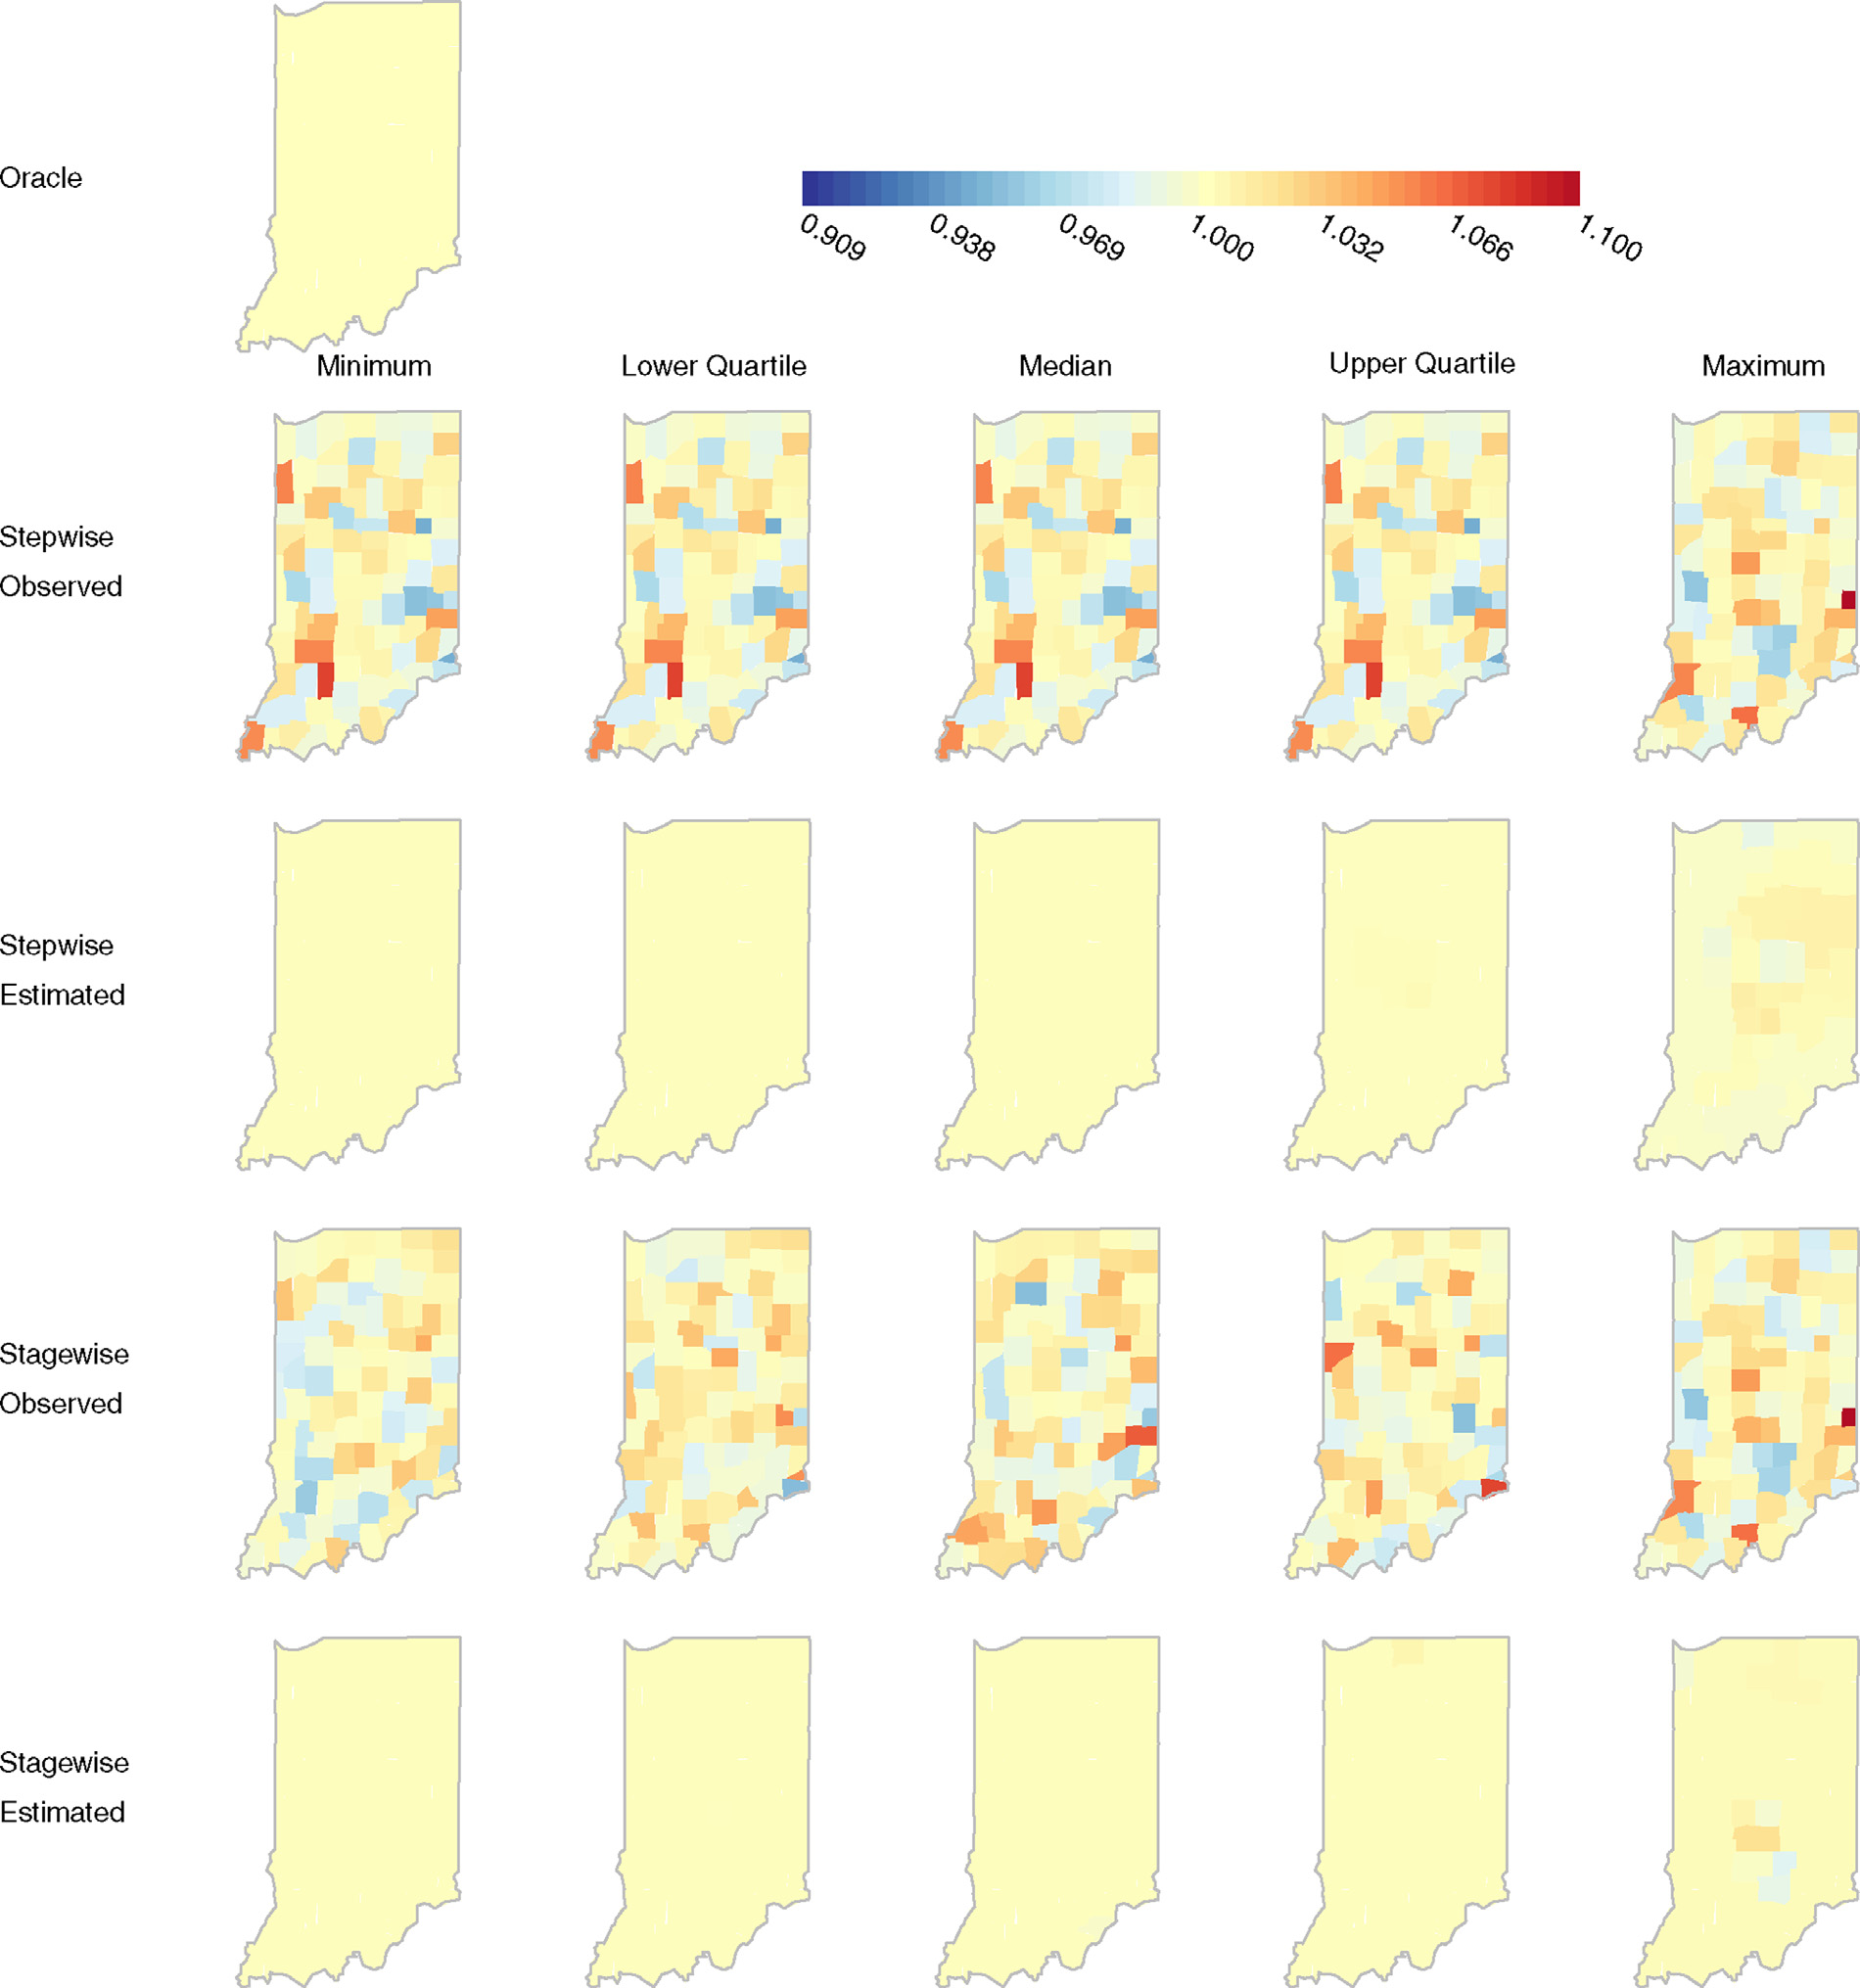 Oracle
0.909 0.938 0.969 1.000 1.032 1.066 1.100
Minimum Lower Quartile Median Upper Quartile Maximum
Stepwise
Observed
Stepwise
Estimated
Stagewise
Observed
Stagewise
Estimated